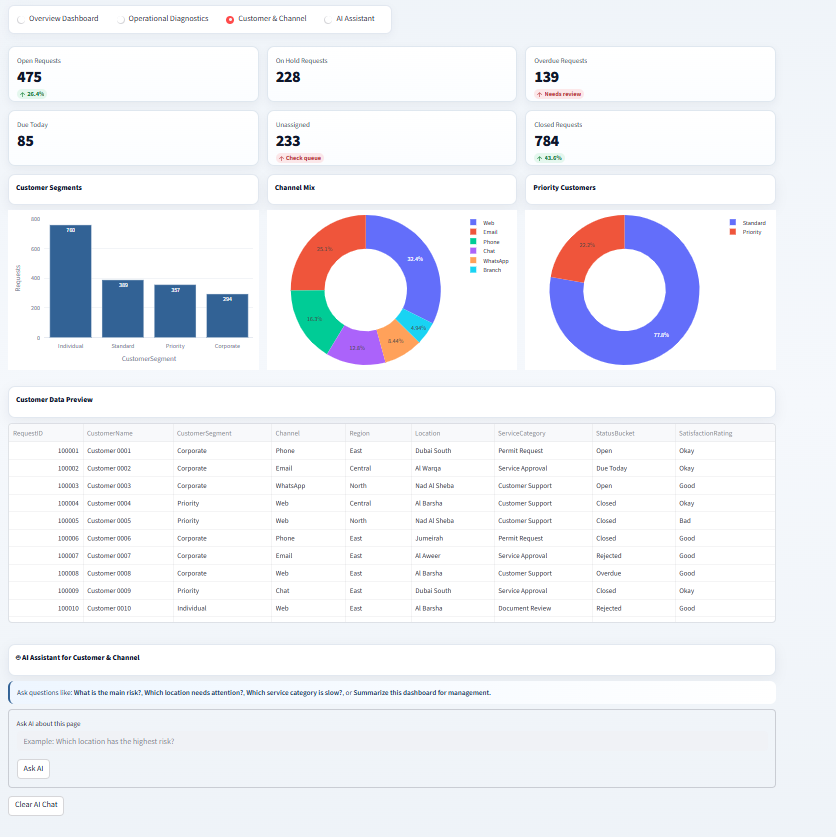 Overview Dashboard Operational Diagnostics Customer & Channel AI Assistant
Open Requests On Hold Requests Overdue Requests
475 228 139
↑ 26.4% ↑ Needs review
Due Today Unassigned Closed Requests
85 233 784
↑ Check queue ↑ 43.6%
Customer Segments Channel Mix Priority Customers
800
600
400
200
0
Requests
760 389 357 294
Individual Standard Priority Corporate
CustomerSegment
32.4%
4.94%
8.44%
16.2%
Web
Email
Phone
Chat
WhatsApp
Branch
77.8%
22.2%
Standard
Priority
Customer Data Preview
RequestID CustomerName CustomerSegment Channel Region Location ServiceCategory StatusBucket SatisfactionRating
100001 Customer 0001 Corporate Phone East Dubai South Permit Request Open Okay
100002 Customer 0002 Corporate Email Central Al Warqa Service Approval Due Today Okay
100003 Customer 0003 Corporate WhatsApp North Nad Al Sheba Customer Support Open Good
100004 Customer 0004 Priority Web Central Al Barsha Customer Support Closed Okay
100005 Customer 0005 Priority Web North Nad Al Sheba Customer Support Closed Bad
100006 Customer 0006 Corporate Phone East Jumeirah Permit Request Closed Good
100007 Customer 0007 Corporate Email East Al Aweer Service Approval Rejected Good
100008 Customer 0008 Corporate Web East Al Barsha Customer Support Overdue Good
100009 Customer 0009 Priority Chat East Dubai South Service Approval Closed Okay
100010 Customer 0010 Individual Web East Al Barsha Document Review Rejected Good
AI Assistant for Customer & Channel
Ask questions like: What is the main risk?, Which location needs attention?, Which service category is slow?, or Summarize this dashboard for management.
Ask AI about this page
Example: Which location has the highest risk?
Ask AI
Clear AI Chat